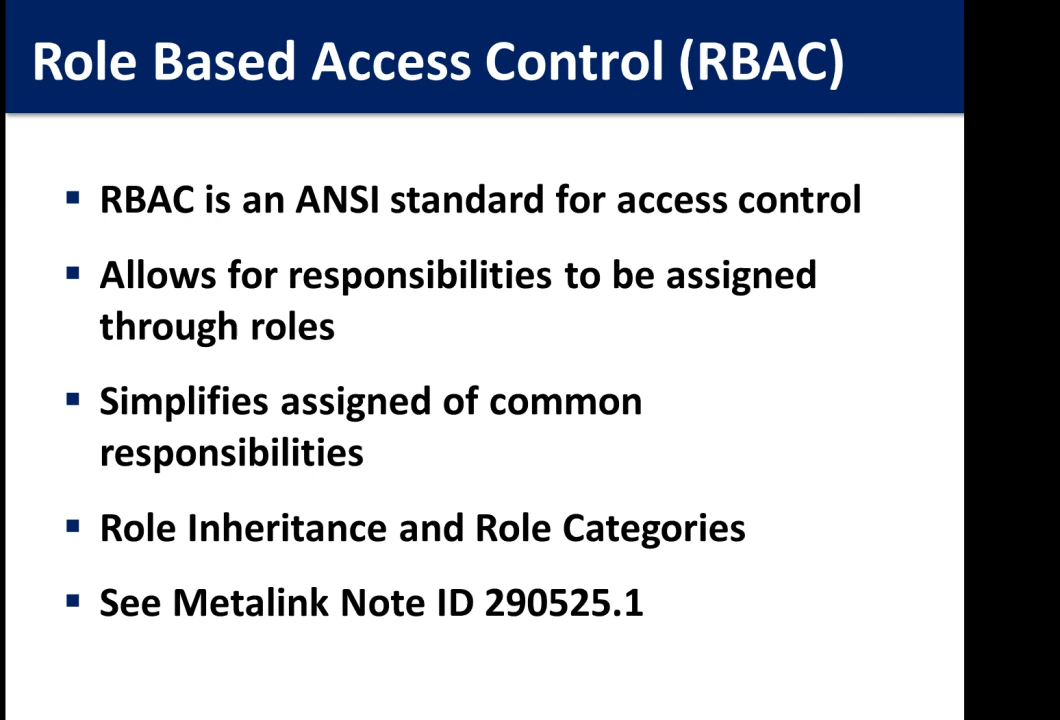 Role Based Access Control (RBAC)
▪ RBAC is an ANSI standard for access control
▪ Allows for responsibilities to be assigned
through roles
▪ Simplifies assigned of common
responsibilities
▪ Role Inheritance and Role Categories
▪ See Metalink Note ID 290525.1